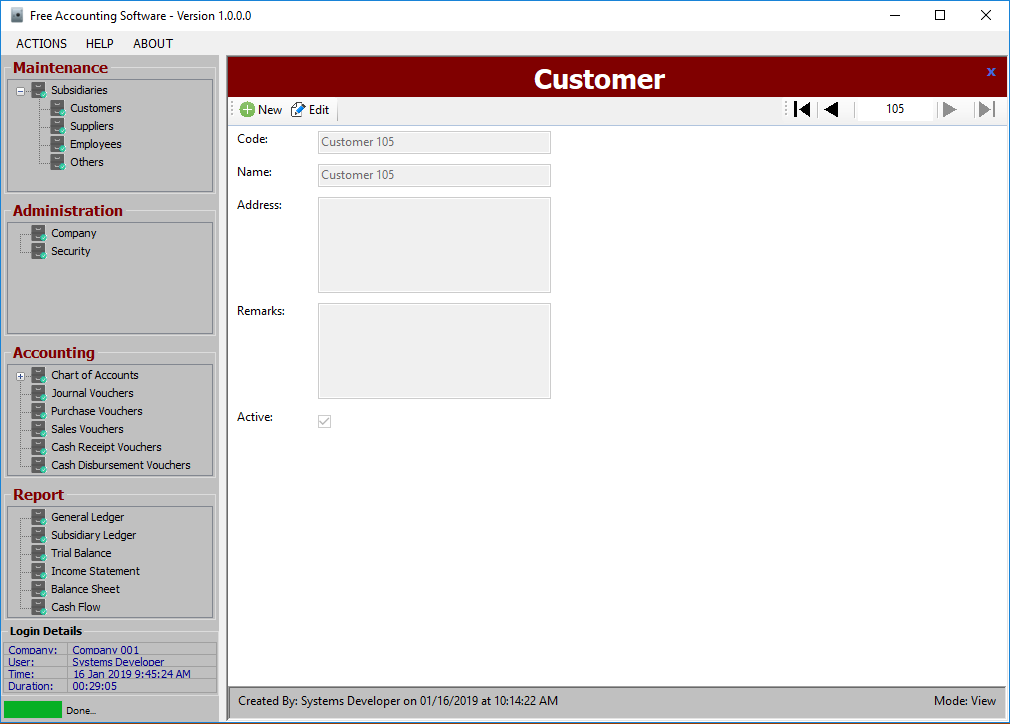 Free Accounting Software - Version 1.0.0.0
ACTIONS HELP ABOUT
Maintenance
Subsidiaries
Customers
Suppliers
Employees
Others
Administration
Company
Security
Accounting
Chart of Accounts
Journal Vouchers
Purchase Vouchers
Sales Vouchers
Cash Receipt Vouchers
Cash Disbursement Vouchers
Report
General Ledger
Subsidiary Ledger
Trial Balance
Income Statement
Balance Sheet
Cash Flow
Login Details
Company: Company 001
User: Systems Developer
Time: 16 Jan 2019 9:45:24 AM
Duration: 00:29:05
Done...
Customer
x
New Edit 105
Code: Customer 105
Name: Customer 105
Address:
Remarks:
Active:
Created By: Systems Developer on 01/16/2019 at 10:14:22 AM Mode: View